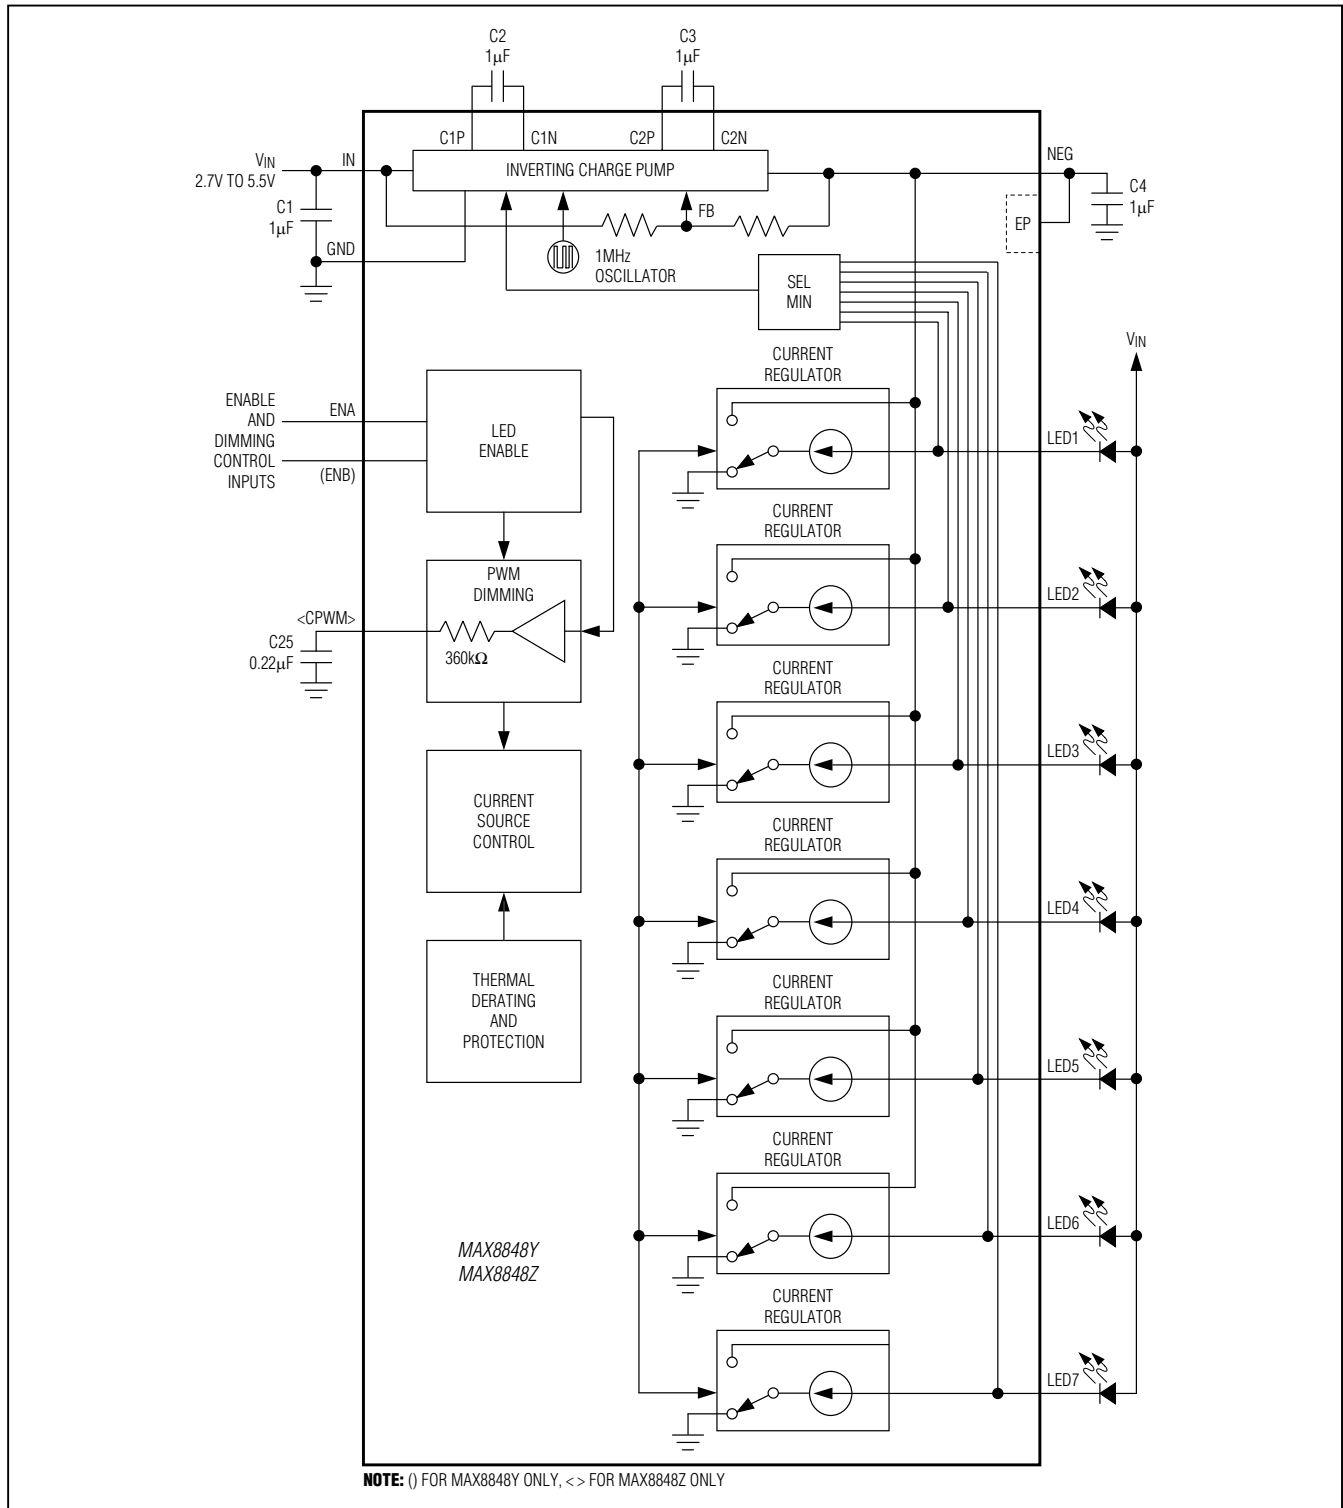 C2
1µF
C3
1µF
C1P
C1N
C2P
C2N
VIN
2.7V TO 5.5V
IN
INVERTING CHARGE PUMP
NEG
C1
1µF
FB
EP
C4
1µF
GND
1MHz
OSCILLATOR
SEL
MIN
VIN
ENABLE
AND
DIMMING
CONTROL
INPUTS
ENA
(ENB)
LED
ENABLE
CURRENT
REGULATOR
LED1
CURRENT
REGULATOR
LED2
PWM
DIMMING
<CPWM>
C25
0.22µF
360kΩ
CURRENT
REGULATOR
LED3
CURRENT
SOURCE
CONTROL
CURRENT
REGULATOR
LED4
THERMAL
DERATING
AND
PROTECTION
CURRENT
REGULATOR
LED5
CURRENT
REGULATOR
LED6
MAX8848Y
MAX8848Z
CURRENT
REGULATOR
LED7
NOTE: () FOR MAX8848Y ONLY, < > FOR MAX8848Z ONLY